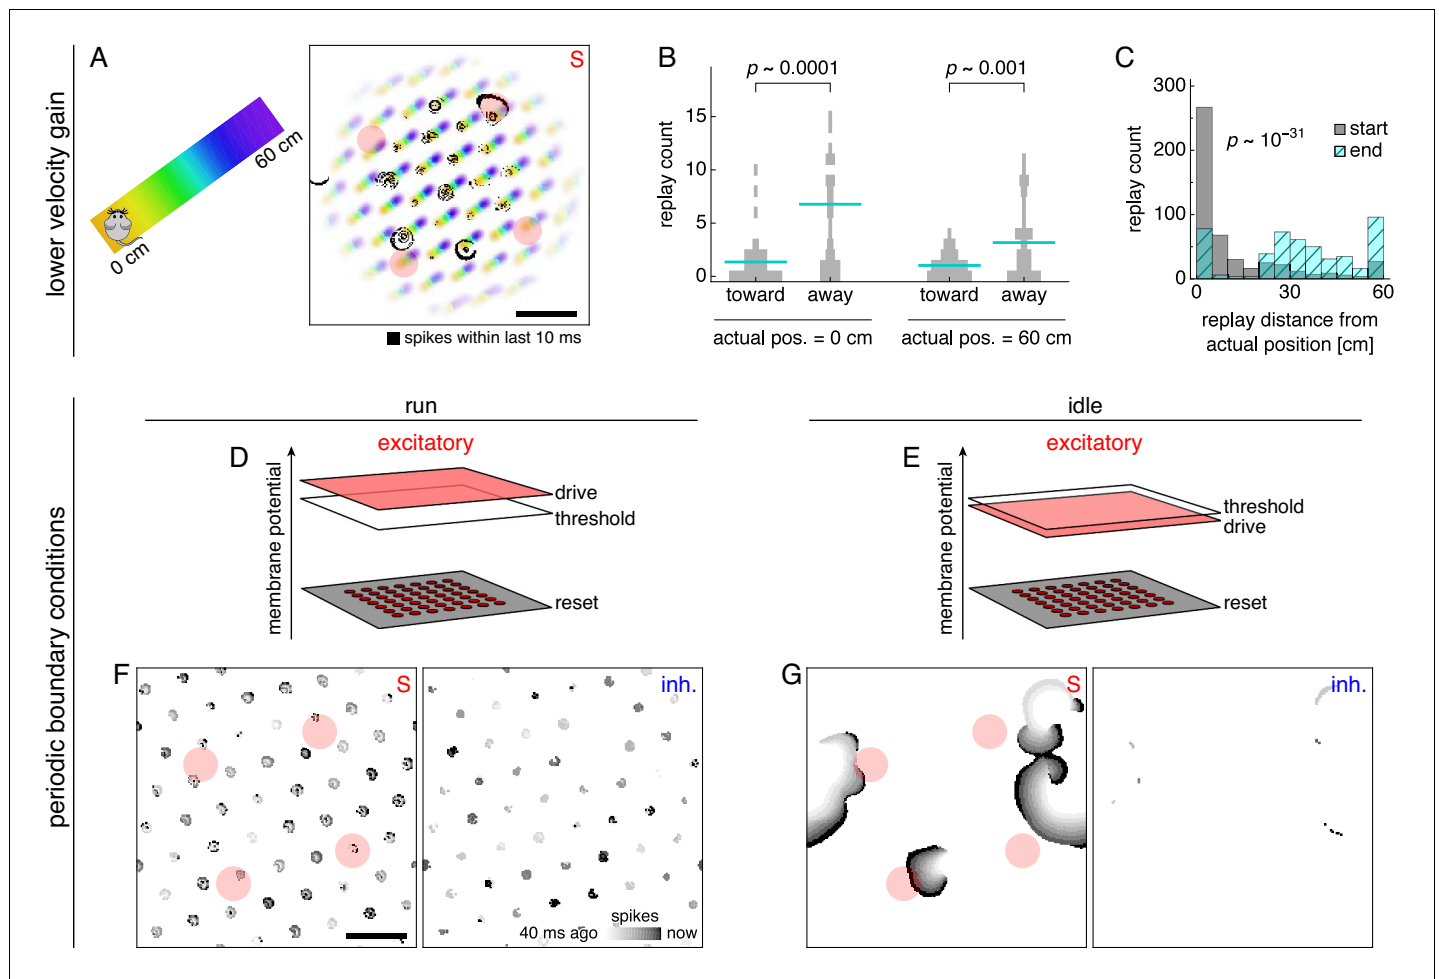 lower velocity gain
A
0 cm
60 cm
S
spikes within last 10 ms
B
p ~ 0.0001
p ~ 0.001
replay count
15
10
5
0
toward
away
toward
away
actual pos. = 0 cm
actual pos. = 60 cm
C
300
200
100
0
replay count
p ~ 10⁻³¹
start
end
0
30
60
replay distance from
actual position [cm]
periodic boundary conditions
run
idle
D
excitatory
membrane potential
drive
threshold
reset
E
excitatory
membrane potential
threshold
drive
reset
F
S
inh.
spikes
40 ms ago
now
G
S
inh.